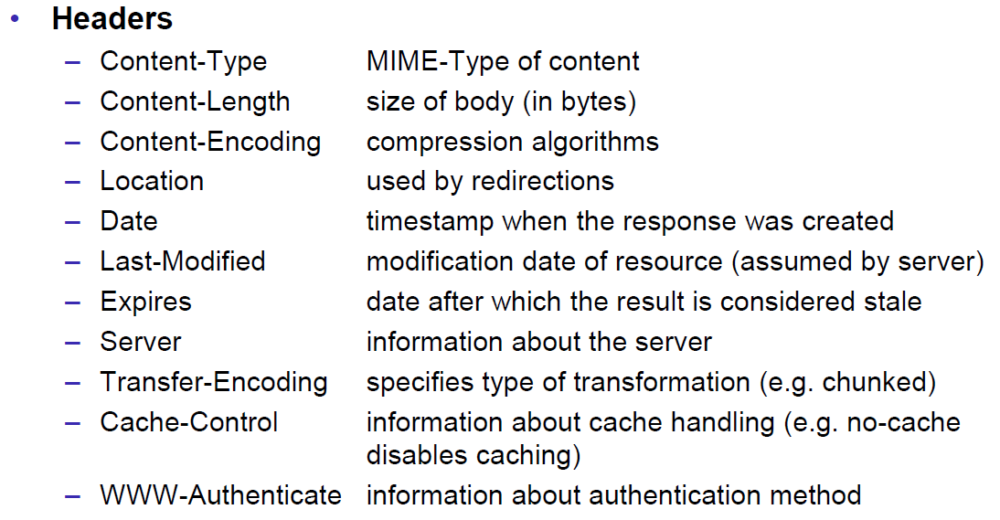 • Headers
– Content-Type MIME-Type of content
– Content-Length size of body (in bytes)
– Content-Encoding compression algorithms
– Location used by redirections
– Date timestamp when the response was created
– Last-Modified modification date of resource (assumed by server)
– Expires date after which the result is considered stale
– Server information about the server
– Transfer-Encoding specifies type of transformation (e.g. chunked)
– Cache-Control information about cache handling (e.g. no-cache
disables caching)
– WWW-Authenticate information about authentication method